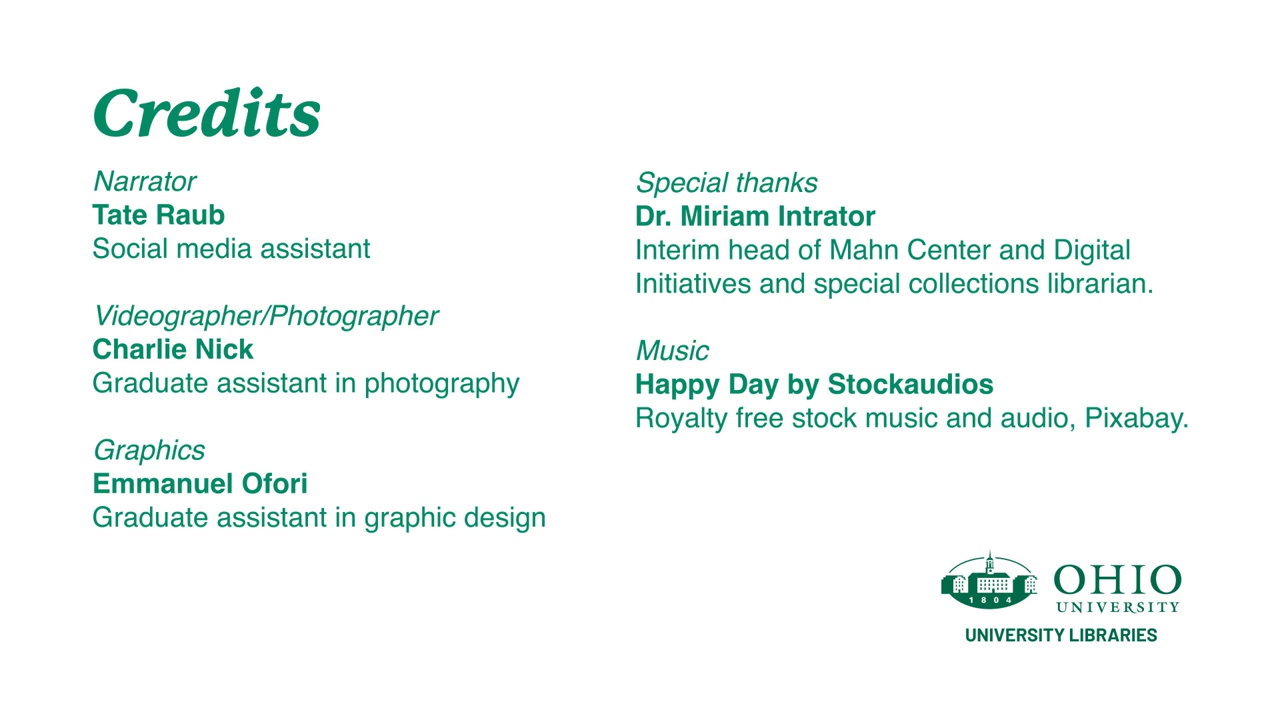 Credits
Narrator
Tate Raub
Social media assistant
Videographer/Photographer
Charlie Nick
Graduate assistant in photography
Graphics
Emmanuel Ofori
Graduate assistant in graphic design
Special thanks
Dr. Miriam Intrator
Interim head of Mahn Center and Digital
Initiatives and special collections librarian.
Music
Happy Day by Stockaudios
Royalty free stock music and audio, Pixabay.
1804
OHIO
UNIVERSITY
UNIVERSITY LIBRARIES